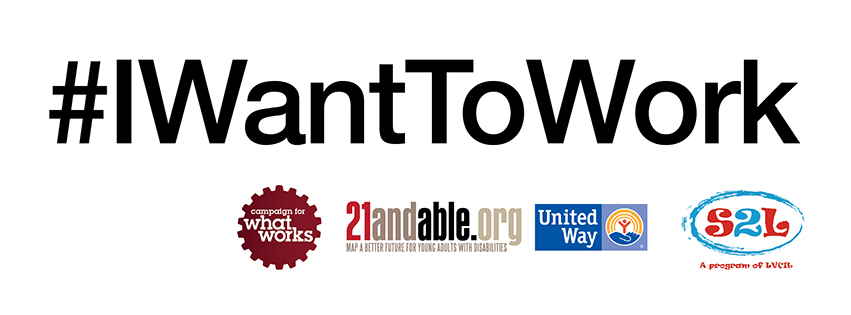 #IWantToWork
campaign for
what
works
21andable.org
MAP A BETTER FUTURE FOR YOUNG ADULTS WITH DISABILITIES
United
Way
S2L
A program of LVCIL